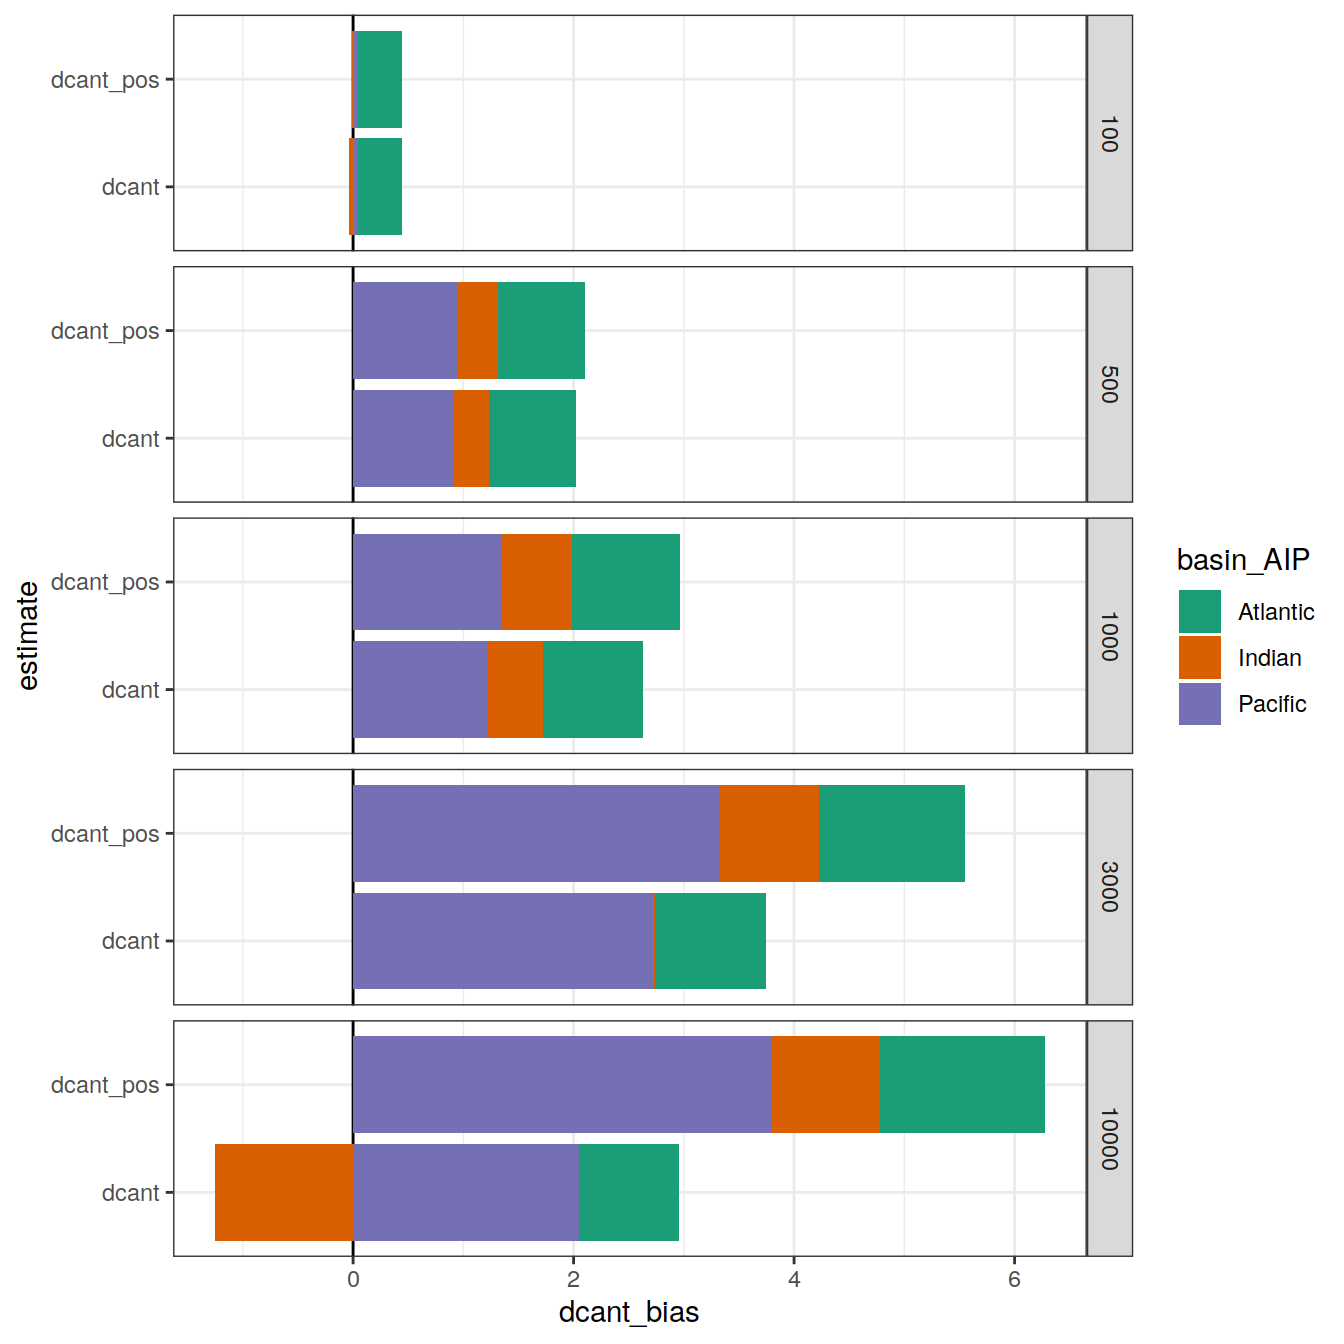 dcant_pos
dcant
100
dcant_pos
dcant
500
dcant_pos
dcant
1000
dcant_pos
dcant
3000
dcant_pos
dcant
10000
0 2 4 6
dcant_bias
estimate
basin_AIP
Atlantic
Indian
Pacific